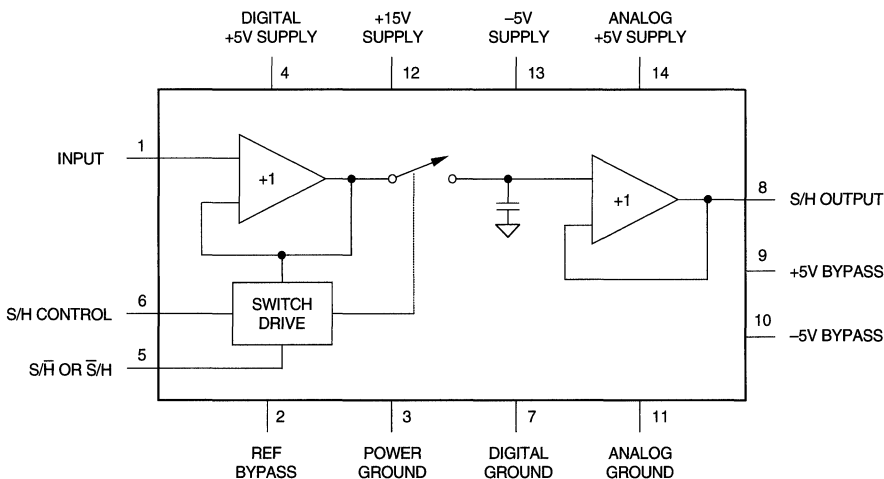 DIGITAL
+5V SUPPLY
+15V
SUPPLY
–5V
SUPPLY
ANALOG
+5V SUPPLY
4
12
13
14
1
INPUT
+1
+1
8
S/H OUTPUT
9
+5V BYPASS
6
S/H CONTROL
SWITCH
DRIVE
10
–5V BYPASS
5
S/H̅ OR S̅/H
2
3
7
11
REF
BYPASS
POWER
GROUND
DIGITAL
GROUND
ANALOG
GROUND